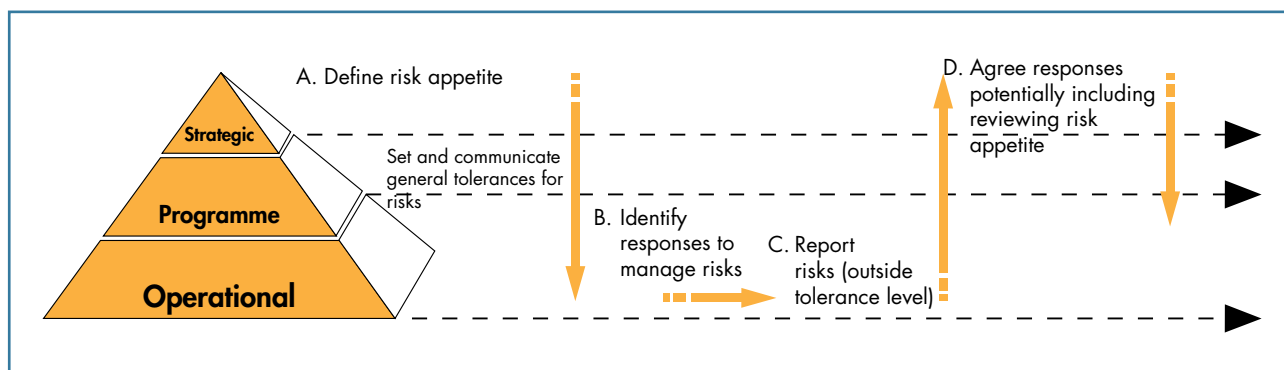 Strategic
Programme
Operational
A. Define risk appetite
Set and communicate
general tolerances for
risks
B. Identify
responses to
manage risks
C. Report
risks (outside
tolerance level)
D. Agree responses
potentially including
reviewing risk
appetite